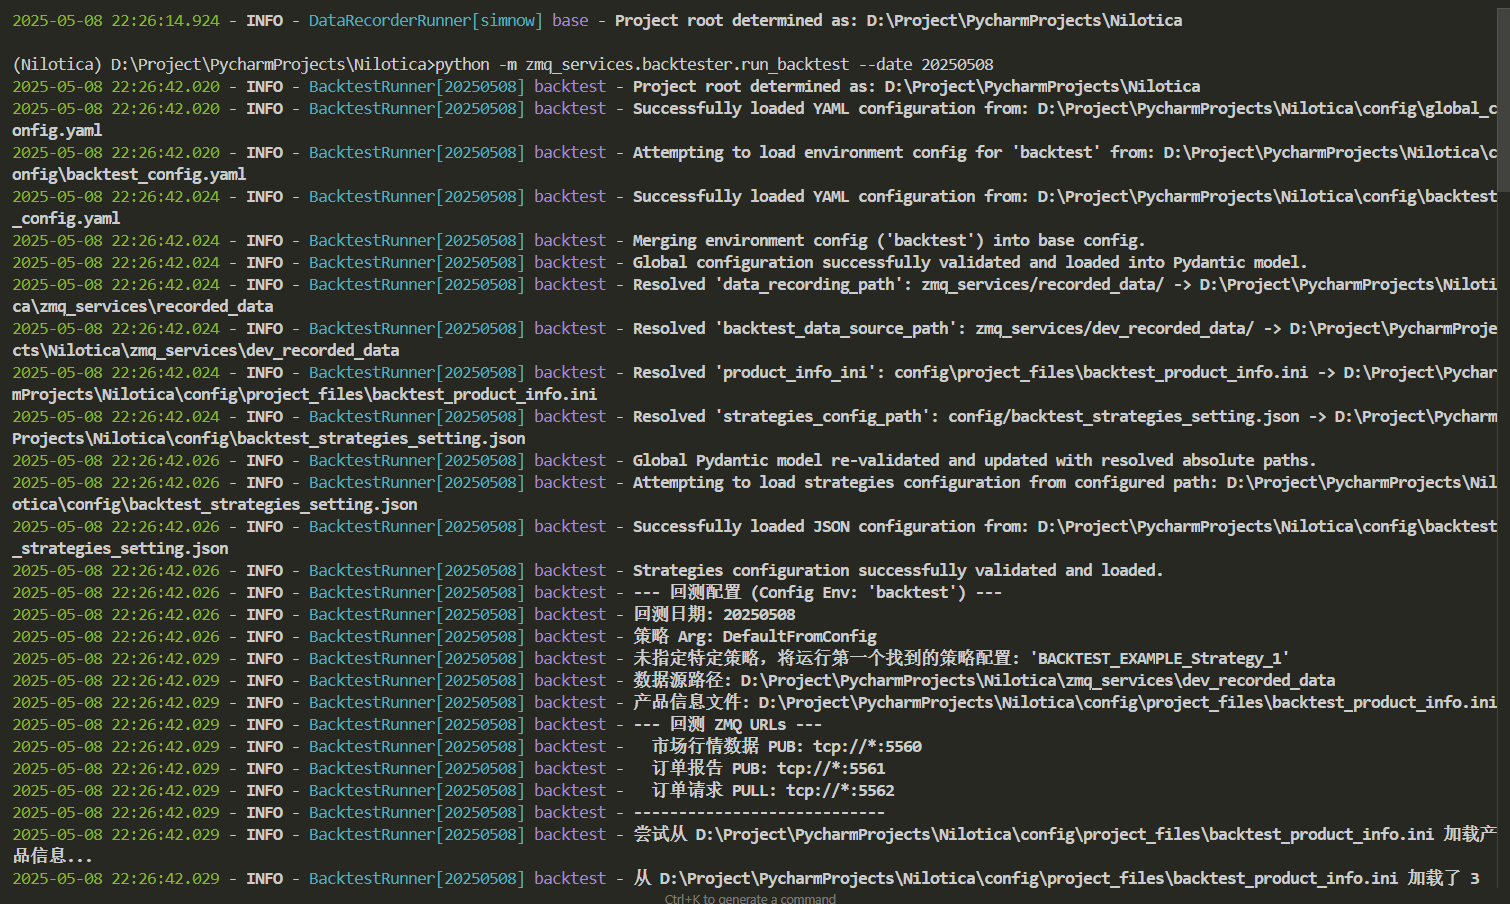 2025-05-08 22:26:14.924 - INFO - DataRecorderRunner[simnow] base - Project root determined as: D:\Project\PycharmProjects\Nilotica
(Nilotica) D:\Project\PycharmProjects\Nilotica>python -m zmq_services.backtester.run_backtest --date 20250508
2025-05-08 22:26:42.020 - INFO - BacktestRunner[20250508] backtest - Project root determined as: D:\Project\PycharmProjects\Nilotica
2025-05-08 22:26:42.020 - INFO - BacktestRunner[20250508] backtest - Successfully loaded YAML configuration from: D:\Project\PycharmProjects\Nilotica\config\global_c
onfig.yaml
2025-05-08 22:26:42.020 - INFO - BacktestRunner[20250508] backtest - Attempting to load environment config for 'backtest' from: D:\Project\PycharmProjects\Nilotica\c
onfig\backtest_config.yaml
2025-05-08 22:26:42.024 - INFO - BacktestRunner[20250508] backtest - Successfully loaded YAML configuration from: D:\Project\PycharmProjects\Nilotica\config\backtest
_config.yaml
2025-05-08 22:26:42.024 - INFO - BacktestRunner[20250508] backtest - Merging environment config ('backtest') into base config.
2025-05-08 22:26:42.024 - INFO - BacktestRunner[20250508] backtest - Global configuration successfully validated and loaded into Pydantic model.
2025-05-08 22:26:42.024 - INFO - BacktestRunner[20250508] backtest - Resolved 'data_recording_path': zmq_services/recorded_data/ -> D:\Project\PycharmProjects\Niloti
ca\zmq_services\recorded_data
2025-05-08 22:26:42.024 - INFO - BacktestRunner[20250508] backtest - Resolved 'backtest_data_source_path': zmq_services/dev_recorded_data/ -> D:\Project\PycharmProje
cts\Nilotica\zmq_services\dev_recorded_data
2025-05-08 22:26:42.024 - INFO - BacktestRunner[20250508] backtest - Resolved 'product_info_ini': config\project_files\backtest_product_info.ini -> D:\Project\Pychar
mProjects\Nilotica\config\project_files\backtest_product_info.ini
2025-05-08 22:26:42.024 - INFO - BacktestRunner[20250508] backtest - Resolved 'strategies_config_path': config/backtest_strategies_setting.json -> D:\Project\Pycharm
Projects\Nilotica\config\backtest_strategies_setting.json
2025-05-08 22:26:42.026 - INFO - BacktestRunner[20250508] backtest - Global Pydantic model re-validated and updated with resolved absolute paths.
2025-05-08 22:26:42.026 - INFO - BacktestRunner[20250508] backtest - Attempting to load strategies configuration from configured path: D:\Project\PycharmProjects\Nil
otica\config\backtest_strategies_setting.json
2025-05-08 22:26:42.026 - INFO - BacktestRunner[20250508] backtest - Successfully loaded JSON configuration from: D:\Project\PycharmProjects\Nilotica\config\backtest
_strategies_setting.json
2025-05-08 22:26:42.026 - INFO - BacktestRunner[20250508] backtest - Strategies configuration successfully validated and loaded.
2025-05-08 22:26:42.026 - INFO - BacktestRunner[20250508] backtest - --- 回测配置 (Config Env: 'backtest') ---
2025-05-08 22:26:42.026 - INFO - BacktestRunner[20250508] backtest - 回测日期: 20250508
2025-05-08 22:26:42.026 - INFO - BacktestRunner[20250508] backtest - 策略 Arg: DefaultFromConfig
2025-05-08 22:26:42.029 - INFO - BacktestRunner[20250508] backtest - 未指定特定策略，将运行第一个找到的策略配置: 'BACKTEST_EXAMPLE_Strategy_1'
2025-05-08 22:26:42.029 - INFO - BacktestRunner[20250508] backtest - 数据源路径: D:\Project\PycharmProjects\Nilotica\zmq_services\dev_recorded_data
2025-05-08 22:26:42.029 - INFO - BacktestRunner[20250508] backtest - 产品信息文件: D:\Project\PycharmProjects\Nilotica\config\project_files\backtest_product_info.ini
2025-05-08 22:26:42.029 - INFO - BacktestRunner[20250508] backtest - --- 回测 ZMQ URLs ---
2025-05-08 22:26:42.029 - INFO - BacktestRunner[20250508] backtest -   市场行情数据 PUB: tcp://*:5560
2025-05-08 22:26:42.029 - INFO - BacktestRunner[20250508] backtest -   订单报告 PUB: tcp://*:5561
2025-05-08 22:26:42.029 - INFO - BacktestRunner[20250508] backtest -   订单请求 PULL: tcp://*:5562
2025-05-08 22:26:42.029 - INFO - BacktestRunner[20250508] backtest - ----------------------------
2025-05-08 22:26:42.029 - INFO - BacktestRunner[20250508] backtest - 尝试从 D:\Project\PycharmProjects\Nilotica\config\project_files\backtest_product_info.ini 加载产
品信息...
2025-05-08 22:26:42.029 - INFO - BacktestRunner[20250508] backtest - 从 D:\Project\PycharmProjects\Nilotica\config\project_files\backtest_product_info.ini 加载了 3
Ctrl+K to generate a command